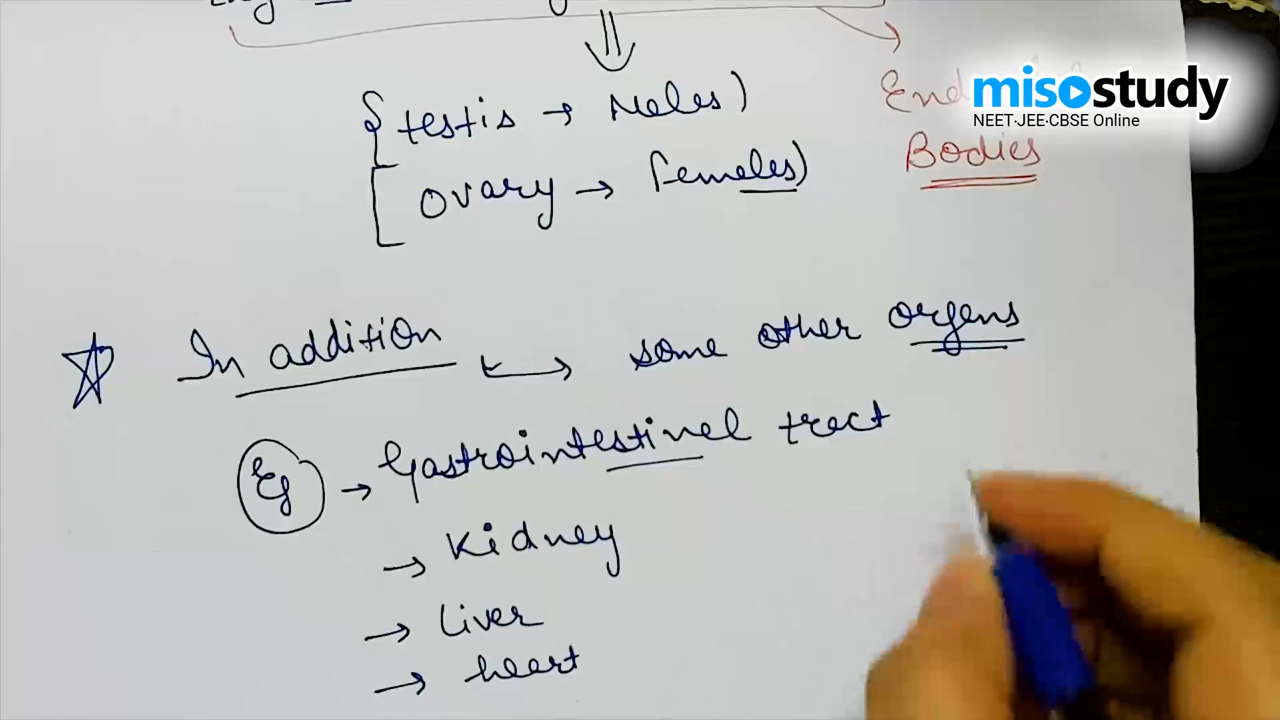 { testis → Males)
End
misostudy
NEET·JEE·CBSE Online
[ ovary → females)
Bodies
In addition ↔ some other organs
Eg → Gastrointestinal tract
→ Kidney
→ Liver
→ heart